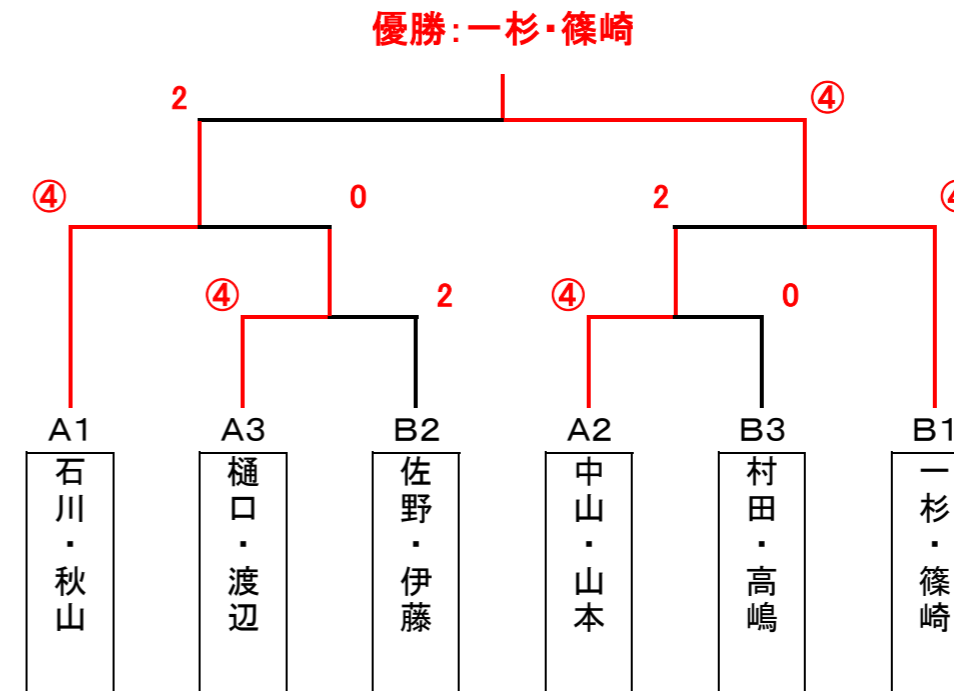 優勝:一杉・篠崎
2 ④
④ 0 2 ④
④ 2 ④ 0
A1 A3 B2 A2 B3 B1
石川・秋山
樋口・渡辺
佐野・伊藤
中山・山本
村田・高嶋
一杉・篠崎